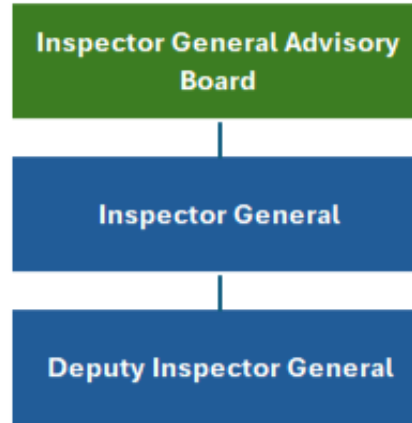 Inspector General Advisory
Board
Inspector General
Deputy Inspector General